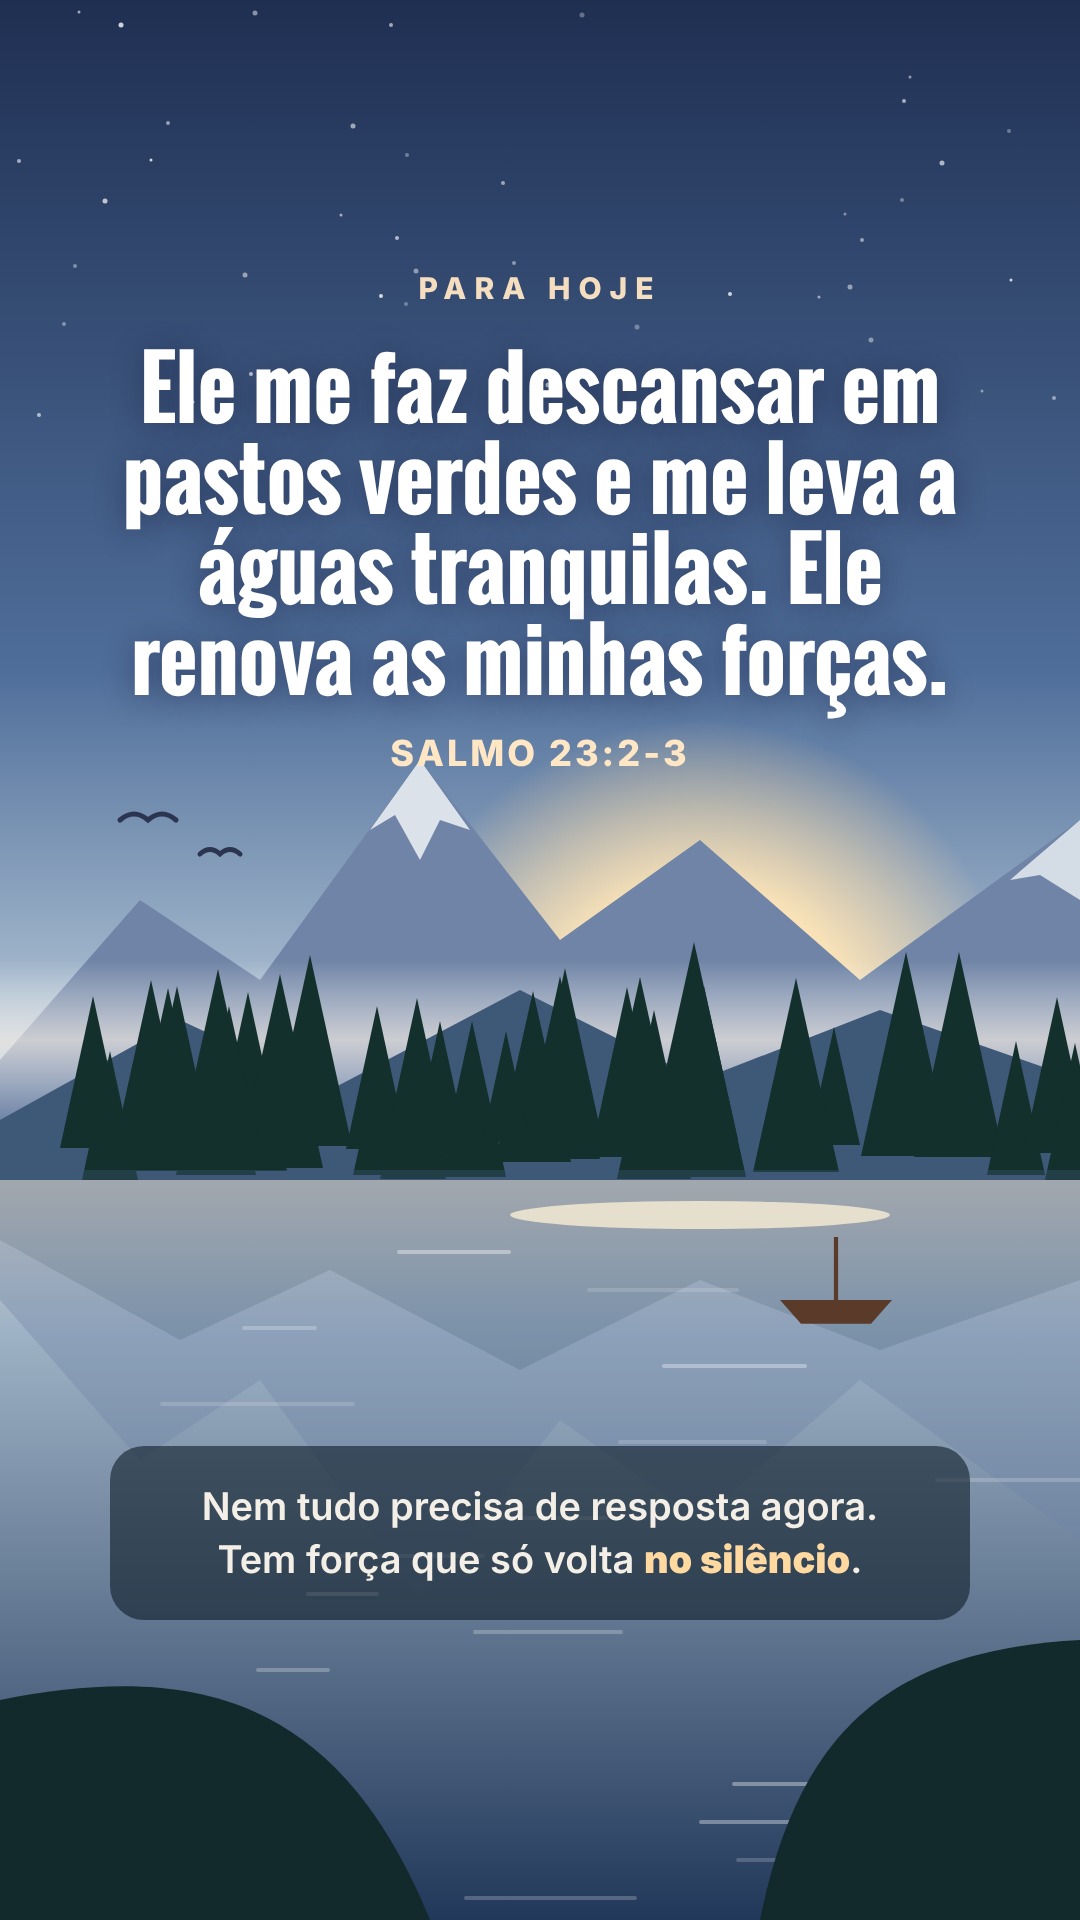 PARA HOJE
Ele me faz descansar em
pastos verdes e me leva a
águas tranquilas. Ele
renova as minhas forças.
SALMO 23:2-3
Nem tudo precisa de resposta agora.
Tem força que só volta no silêncio.